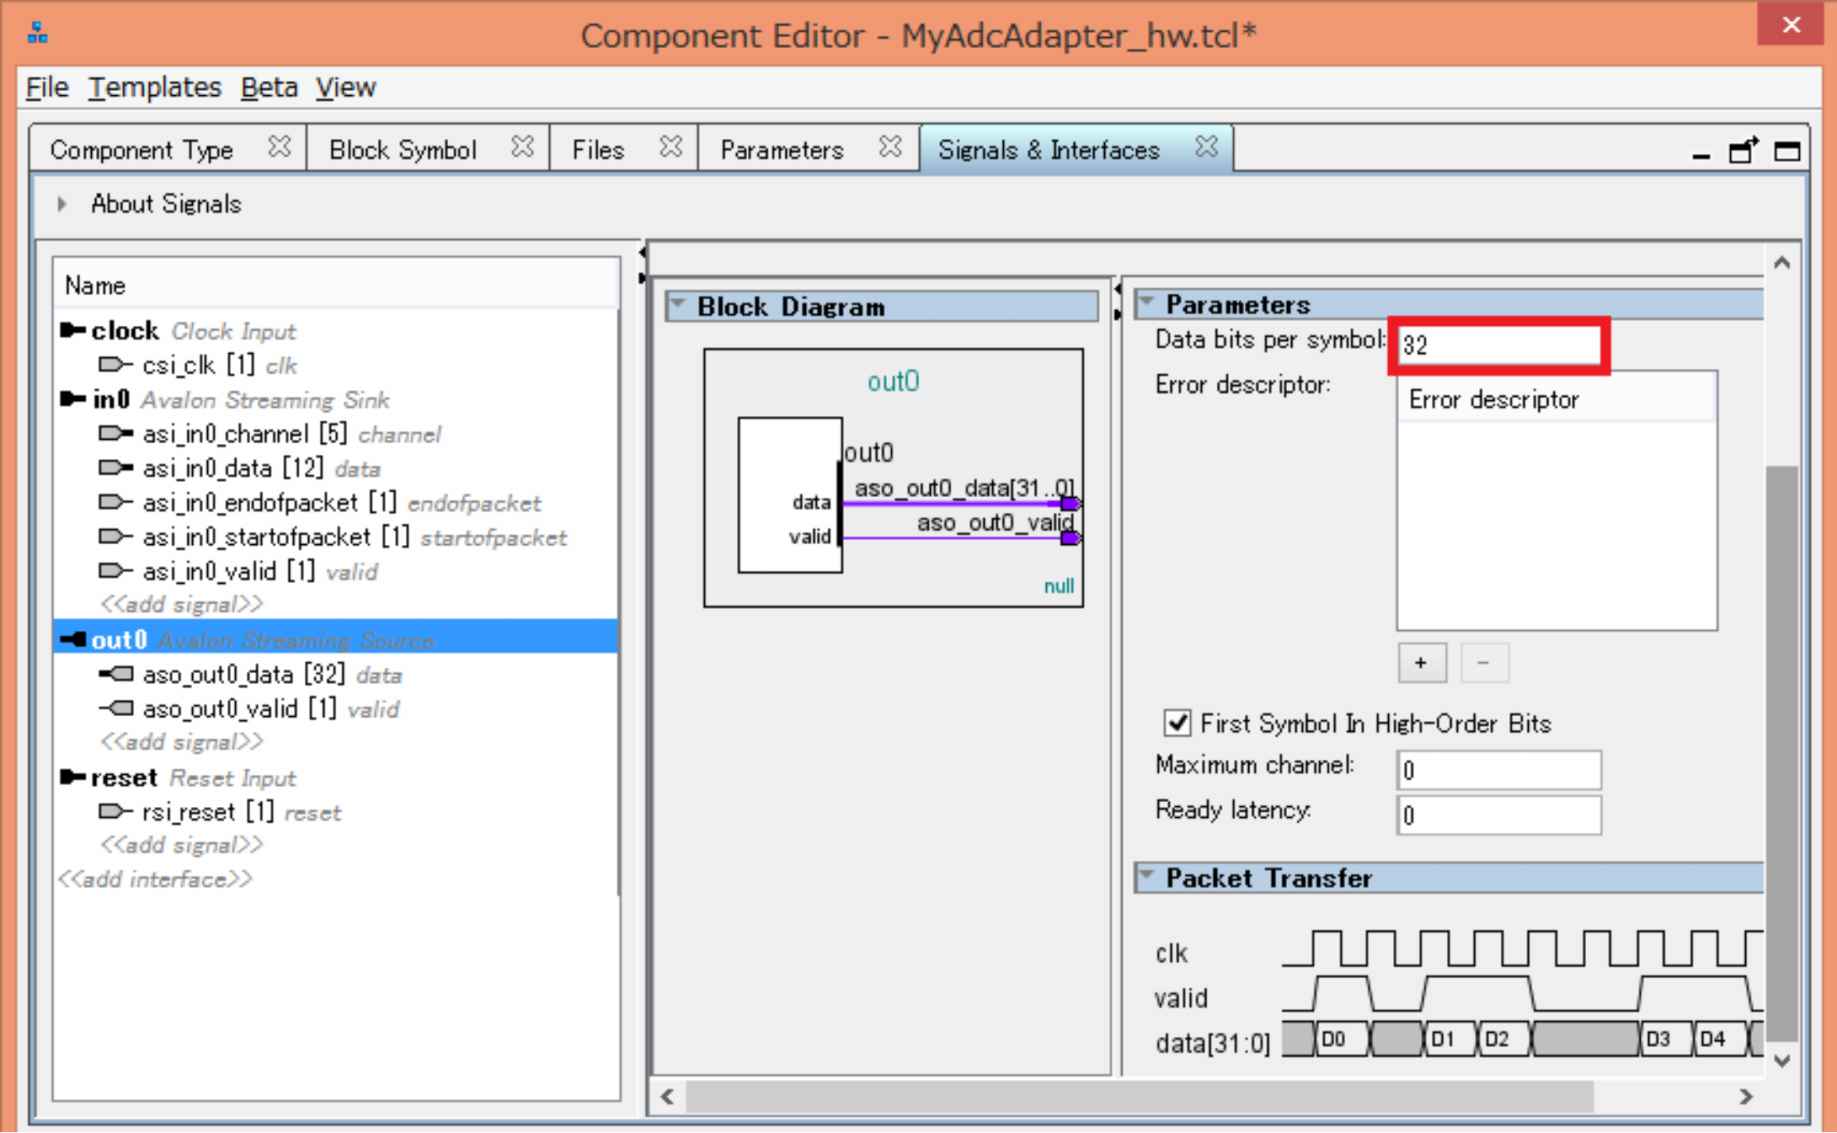 Component Editor - MyAdcAdapter_hw.tcl*
File Templates Beta View
Component Type Block Symbol Files Parameters Signals & Interfaces
About Signals
Name
clock Clock Input
csi_clk [1] clk
in0 Avalon Streaming Sink
asi_in0_channel [5] channel
asi_in0_data [12] data
asi_in0_endofpacket [1] endofpacket
asi_in0_startofpacket [1] startofpacket
asi_in0_valid [1] valid
<<add signal>>
out0 Avalon Streaming Source
aso_out0_data [32] data
aso_out0_valid [1] valid
<<add signal>>
reset Reset Input
rsi_reset [1] reset
<<add signal>>
<<add interface>>
Block Diagram
out0
out0
aso_out0_data[31..0]
data
aso_out0_valid
valid
null
Parameters
Data bits per symbol: 32
Error descriptor:
Error descriptor
+ -
First Symbol In High-Order Bits
Maximum channel: 0
Ready latency: 0
Packet Transfer
clk
valid
data[31:0] D0 D1 D2 D3 D4